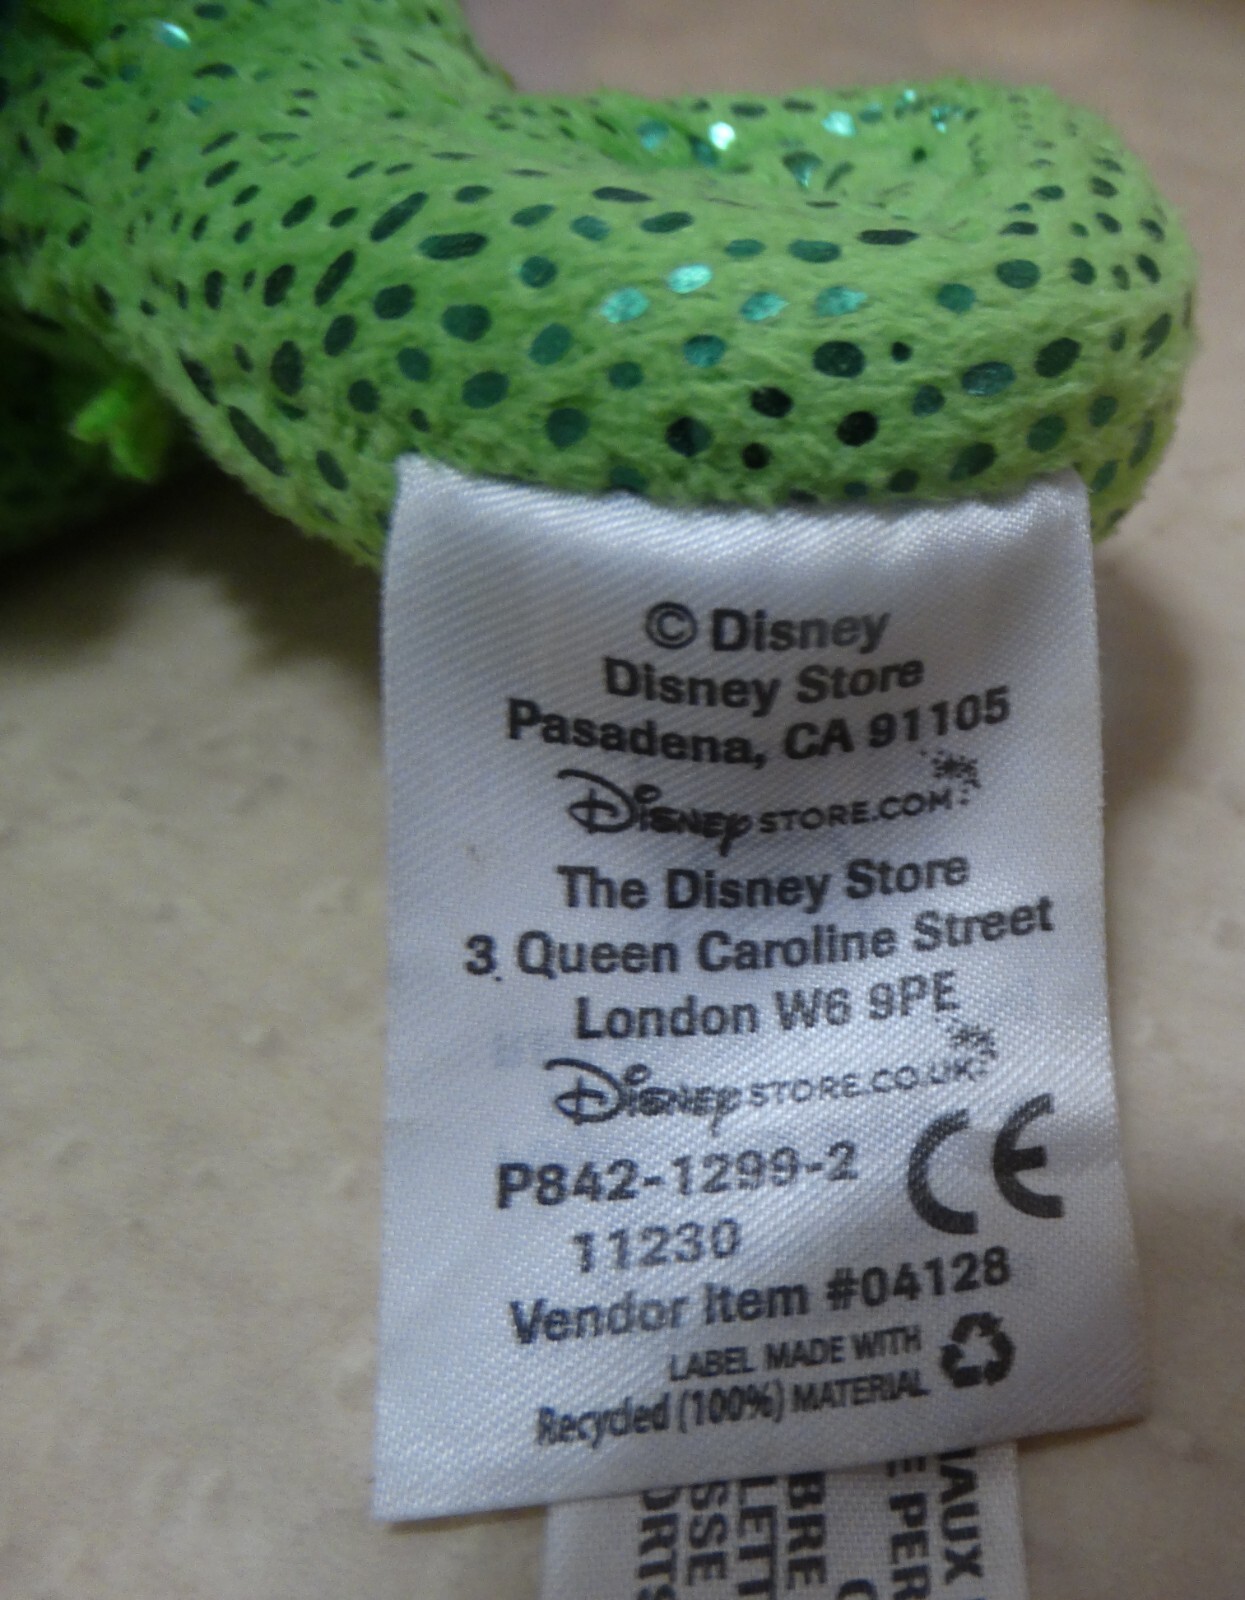 © Disney
Disney Store
Pasadena, CA 91105
DISNEY STORE.COM
The Disney Store
3 Queen Caroline Street
London W6 9PE
DISNEY STORE.CO.UK
P842-1299-2
CE
11230
Vendor Item #04128
LABEL MADE WITH
Recycled (100%) MATERIAL